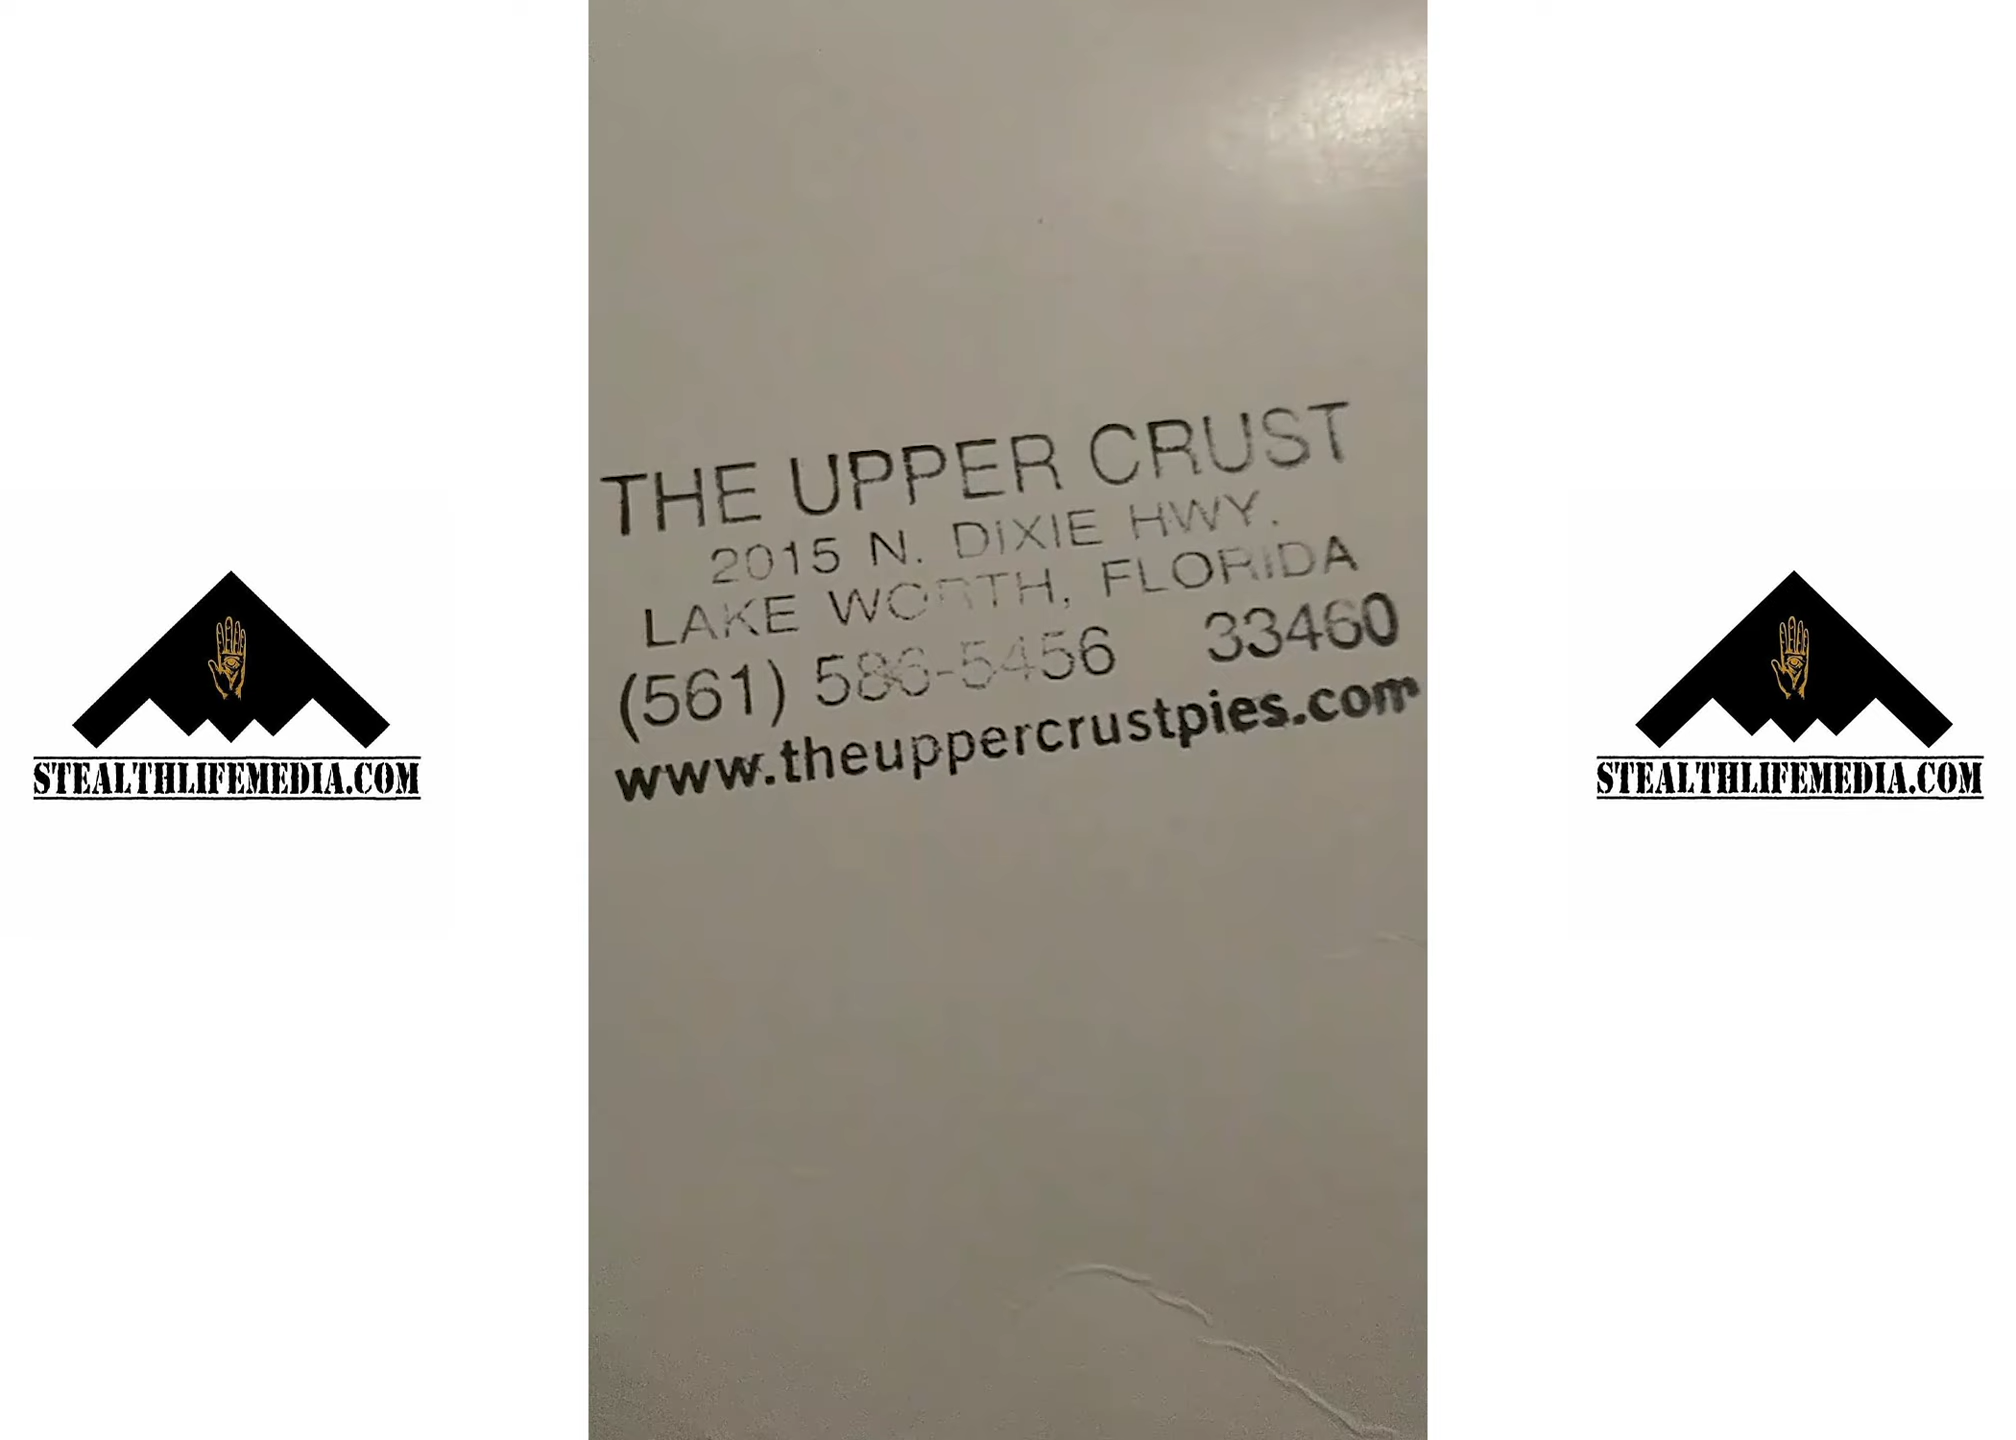 THE UPPER CRUST
2015 N. DIXIE HWY.
LAKE WORTH, FLORIDA
(561) 586-5456 33460
www.theuppercrustpies.com
STEALTHLIFEMEDIA.COM
STEALTHLIFEMEDIA.COM